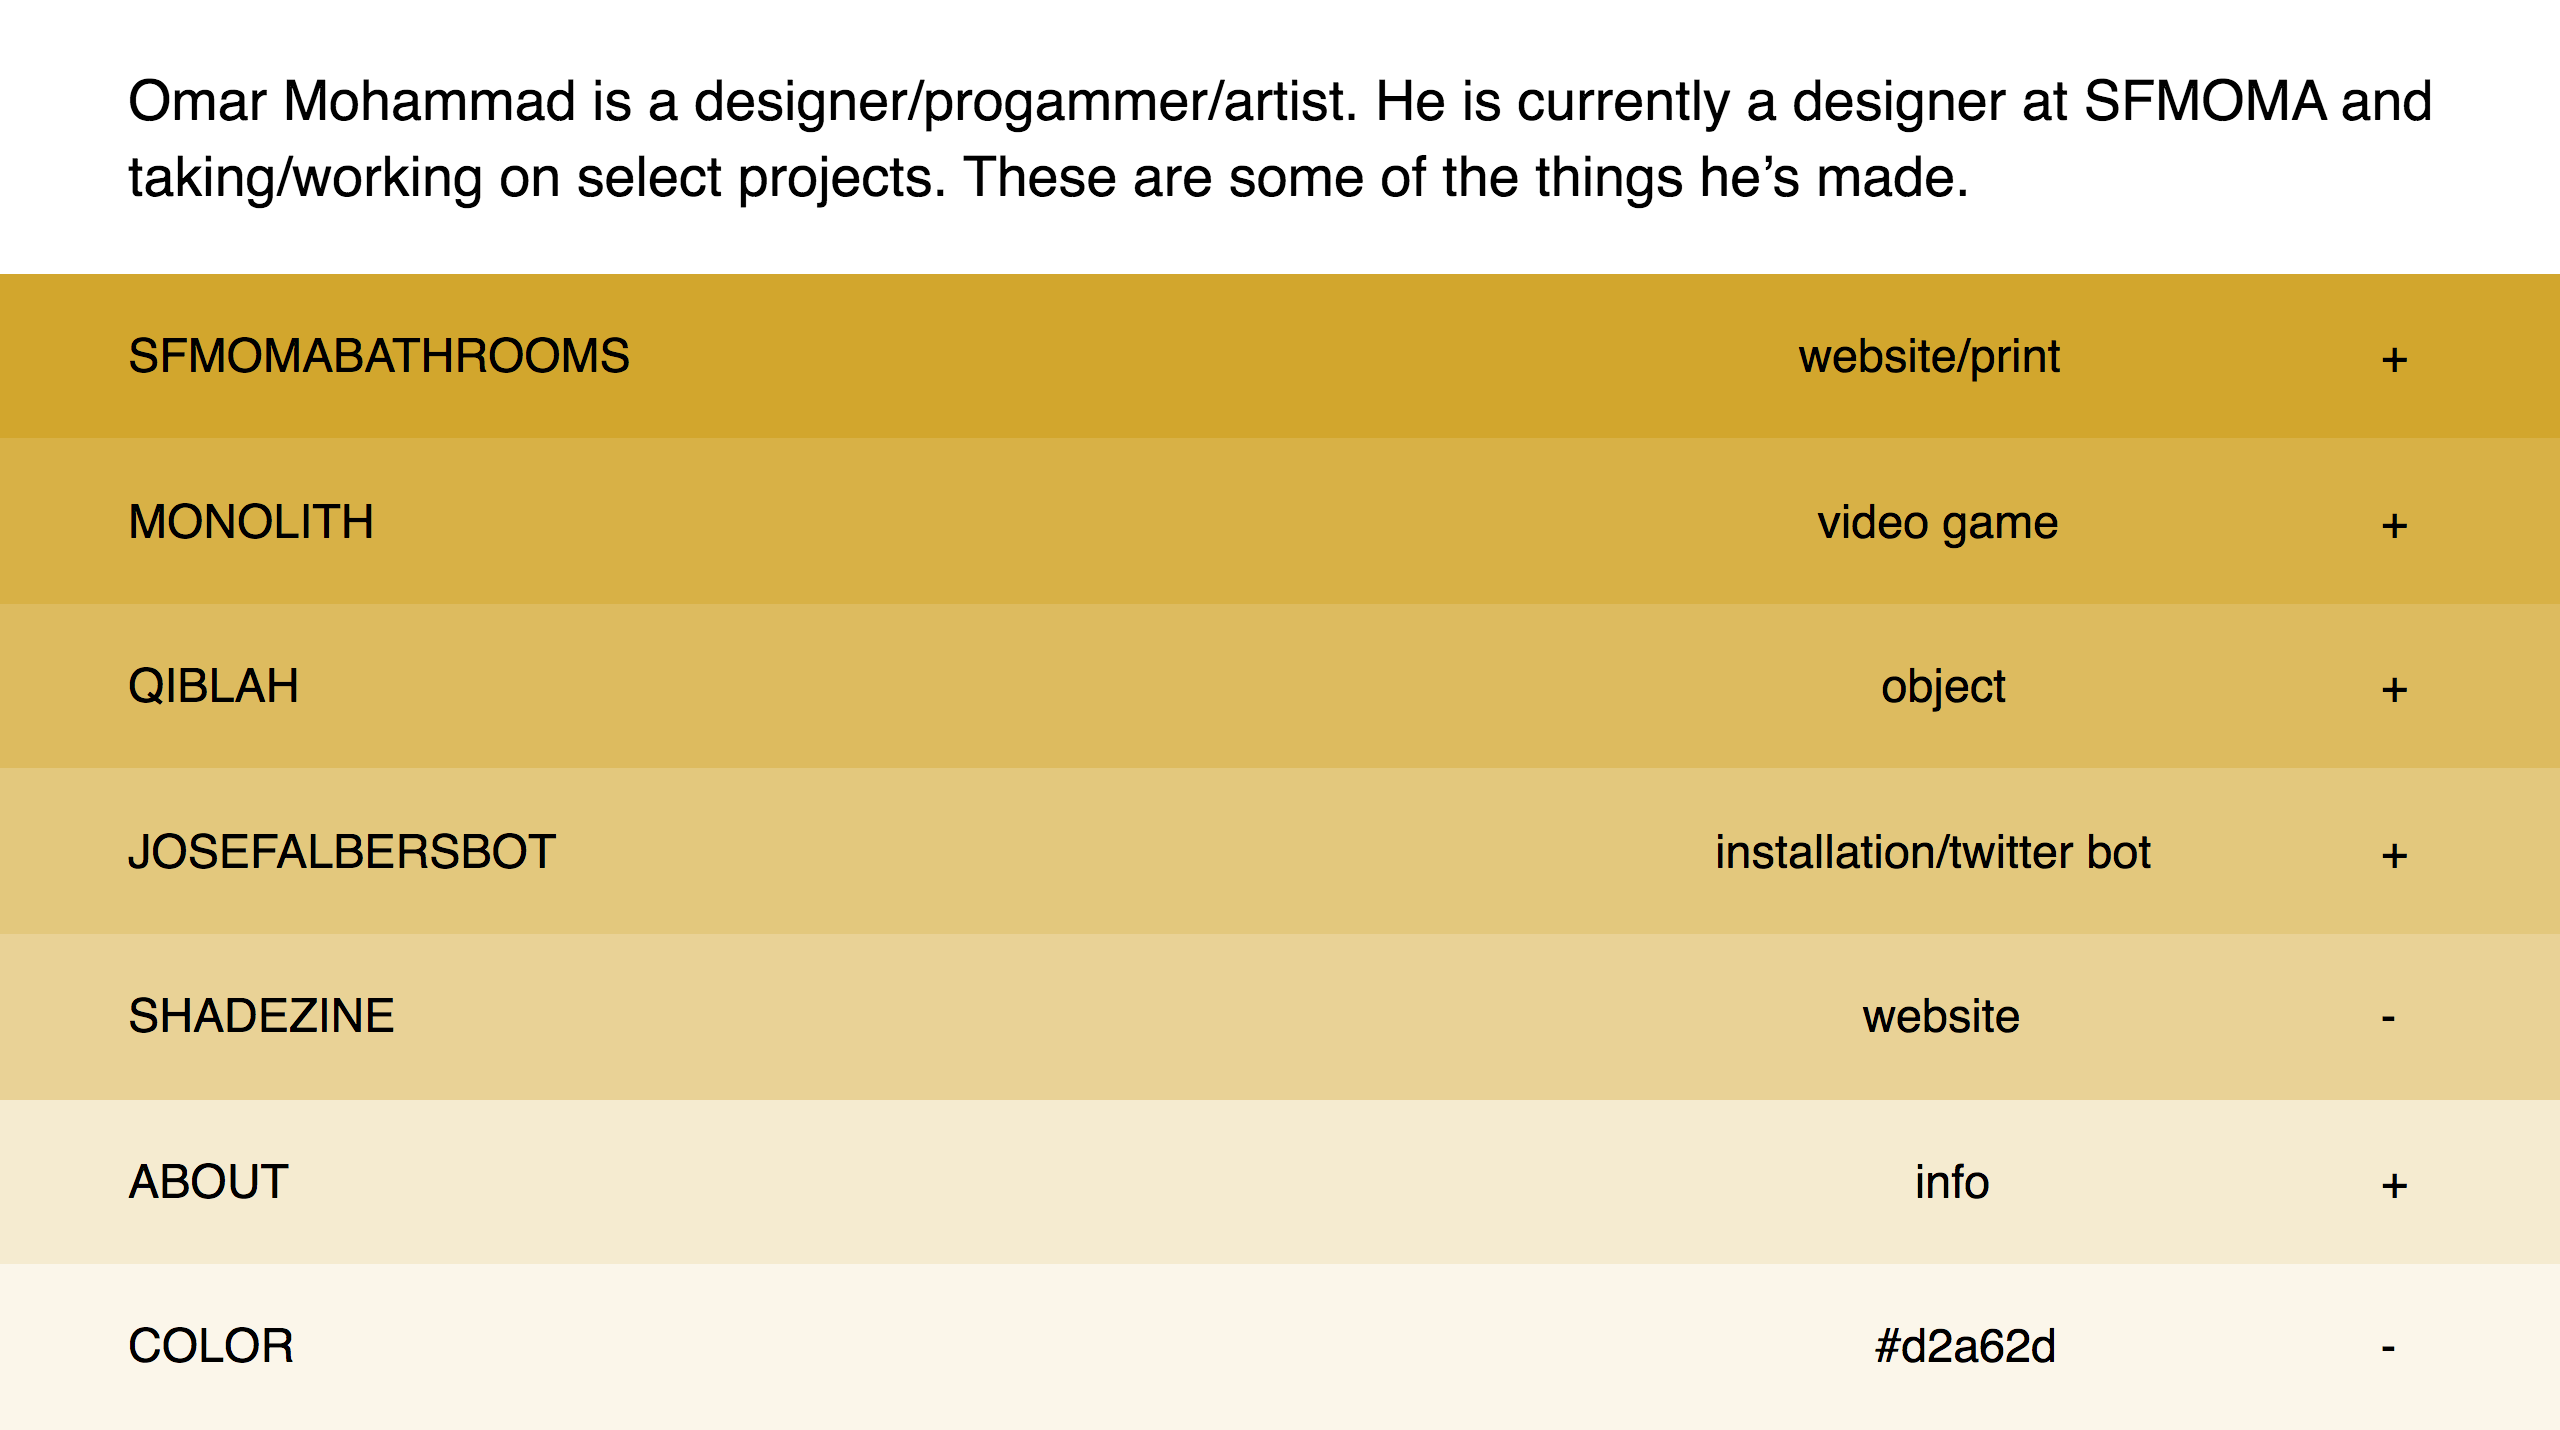 Omar Mohammad is a designer/progammer/artist. He is currently a designer at SFMOMA and
taking/working on select projects. These are some of the things he’s made.
SFMOMABATHROOMS website/print +
MONOLITH video game +
QIBLAH object +
JOSEFALBERSBOT installation/twitter bot +
SHADEZINE website -
ABOUT info +
COLOR #d2a62d -